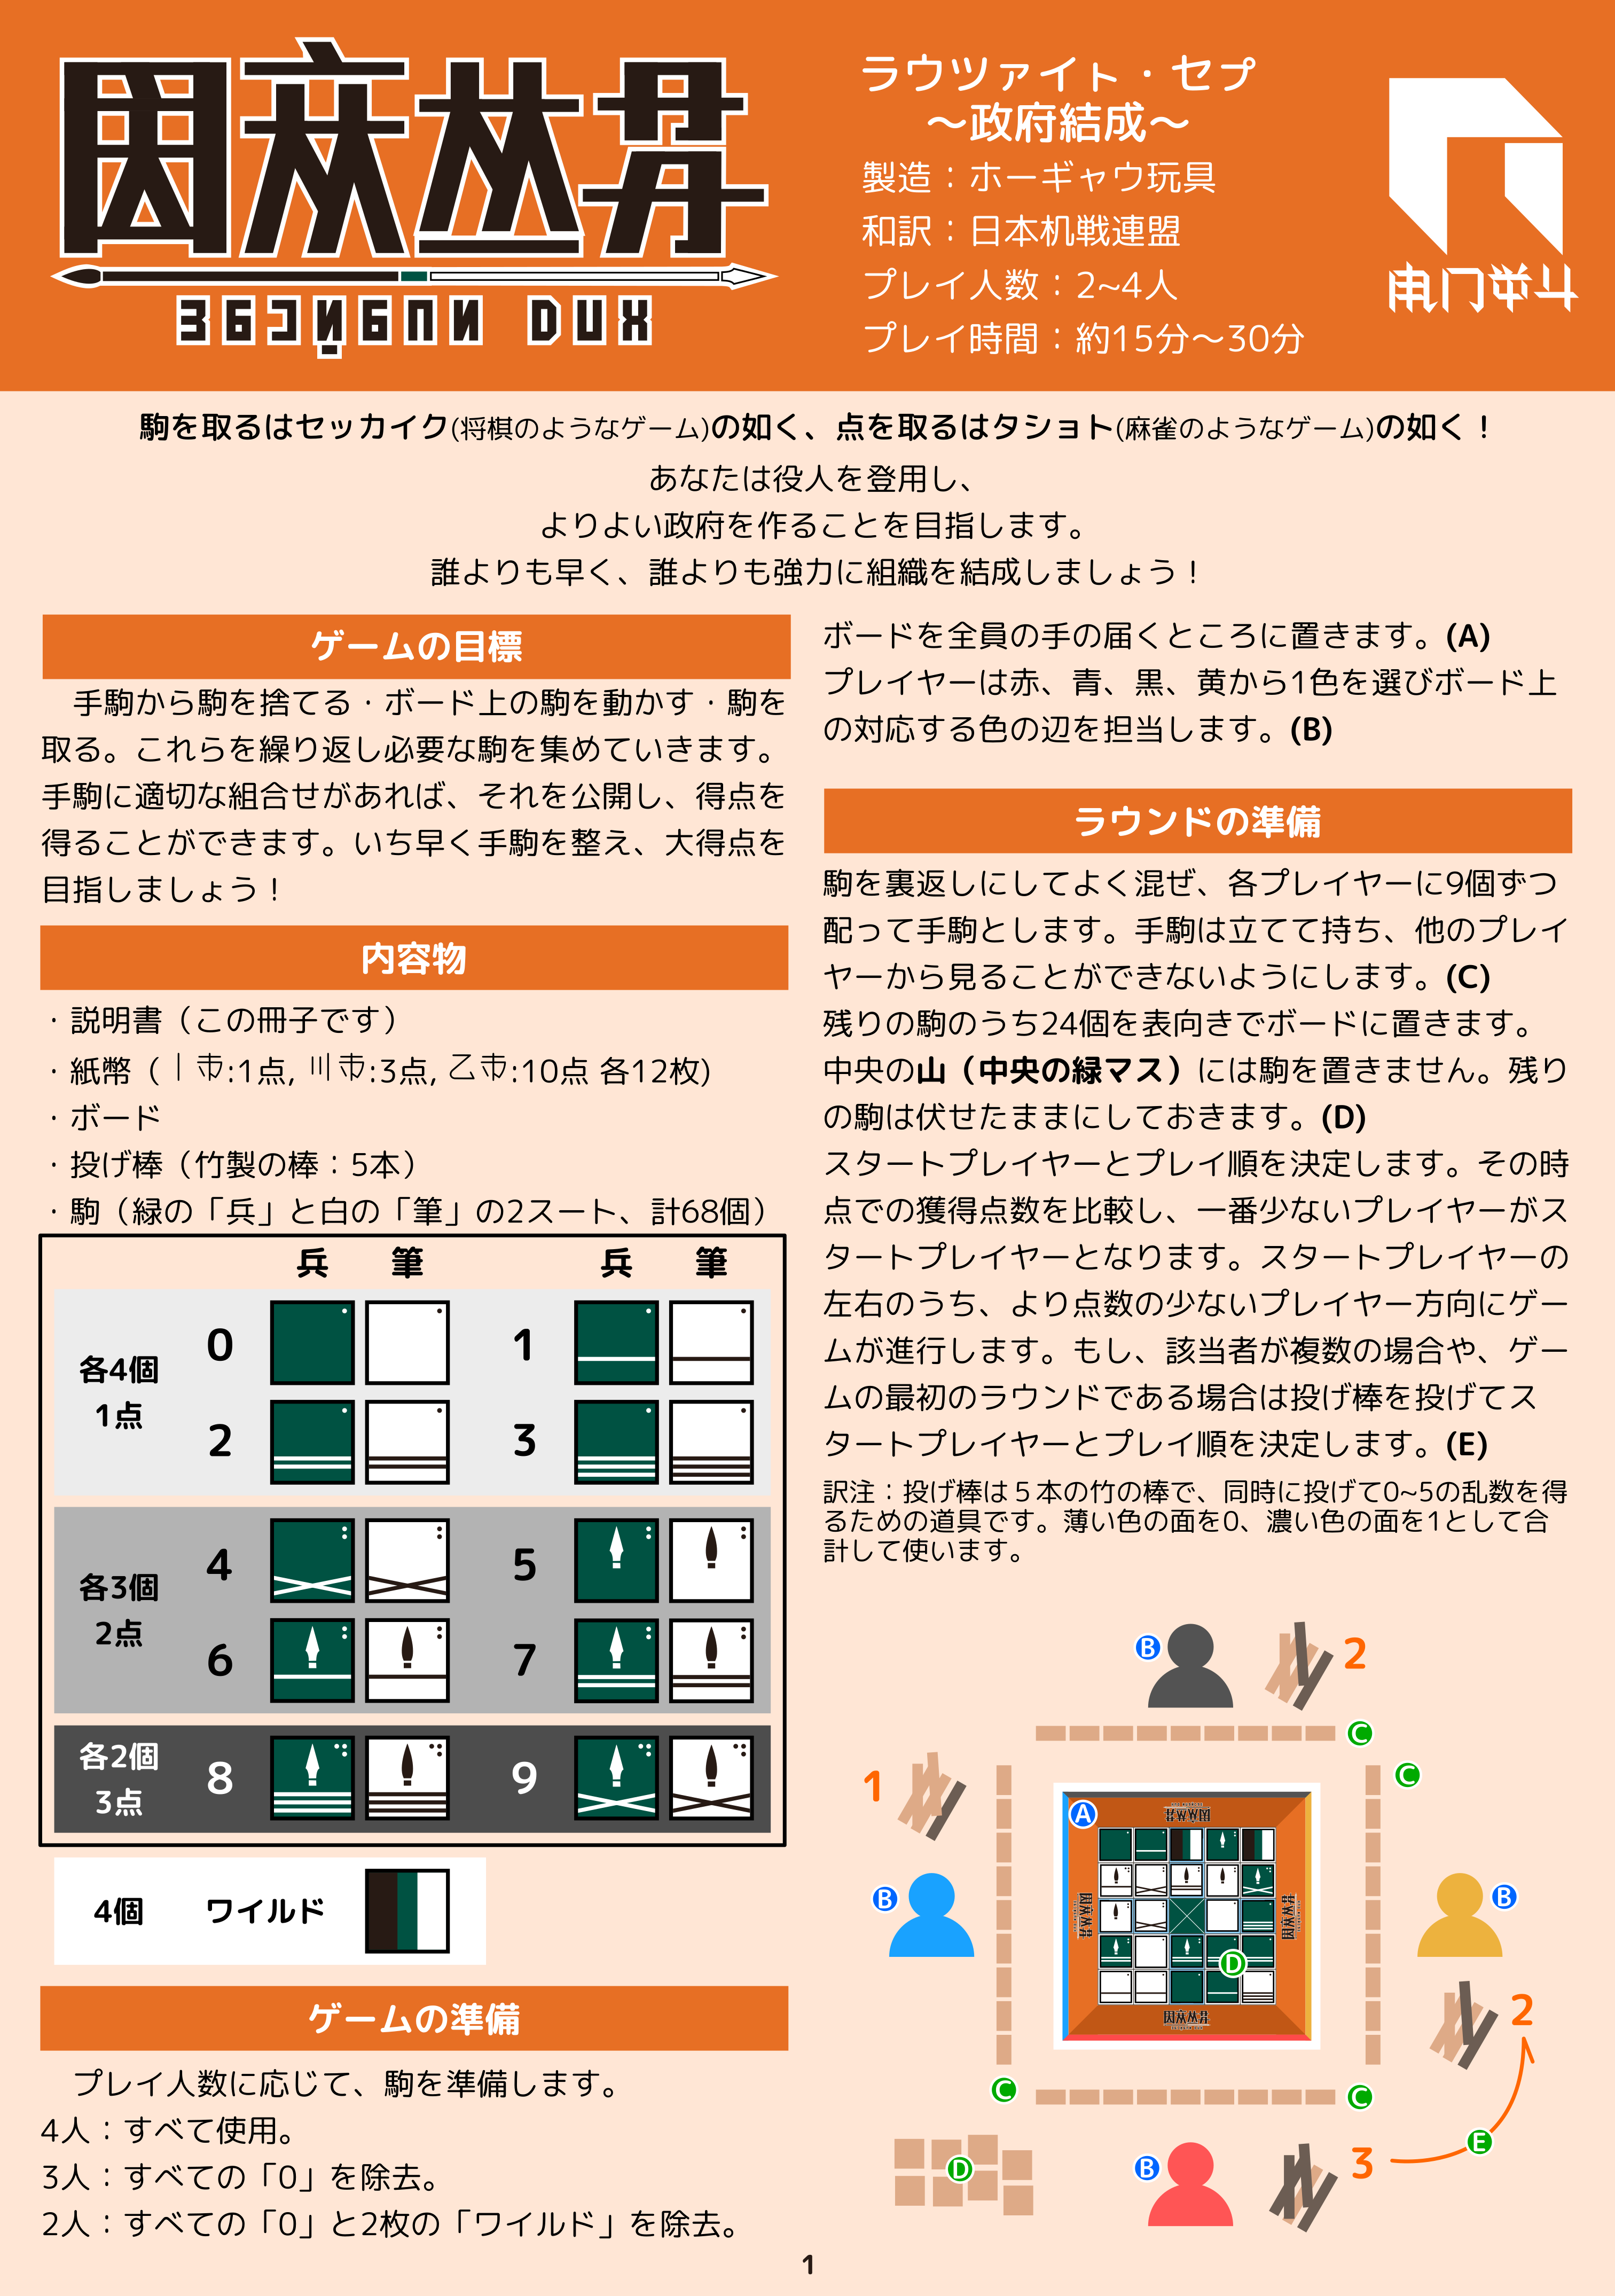 ラウツァイト・セプ
〜政府結成〜
製造：ホーギャウ玩具
和訳：日本机戦連盟
プレイ人数：2~4人
プレイ時間：約15分〜30分
駒を取るはセッカイク(将棋のようなゲーム)の如く、点を取るはタショト(麻雀のようなゲーム)の如く！
あなたは役人を登用し、
よりよい政府を作ることを目指します。
誰よりも早く、誰よりも強力に組織を結成しましょう！
ゲームの目標
手駒から駒を捨てる・ボード上の駒を動かす・駒を
取る。これらを繰り返し必要な駒を集めていきます。
手駒に適切な組合せがあれば、それを公開し、得点を
得ることができます。いち早く手駒を整え、大得点を
目指しましょう！
内容物
・説明書（この冊子です）
・紙幣（:1点, :3点, :10点 各12枚)
・ボード
・投げ棒（竹製の棒：5本）
・駒（緑の「兵」と白の「筆」の2スート、計68個）
兵 筆 兵 筆
各4個
1点
0 1
2 3
各3個
2点
4 5
6 7
各2個
3点
8 9
4個 ワイルド
ゲームの準備
プレイ人数に応じて、駒を準備します。
4人：すべて使用。
3人：すべての「0」を除去。
2人：すべての「0」と2枚の「ワイルド」を除去。
ボードを全員の手の届くところに置きます。(A)
プレイヤーは赤、青、黒、黄から1色を選びボード上
の対応する色の辺を担当します。(B)
ラウンドの準備
駒を裏返しにしてよく混ぜ、各プレイヤーに9個ずつ
配って手駒とします。手駒は立てて持ち、他のプレイ
ヤーから見ることができないようにします。(C)
残りの駒のうち24個を表向きでボードに置きます。
中央の山（中央の緑マス）には駒を置きません。残り
の駒は伏せたままにしておきます。(D)
スタートプレイヤーとプレイ順を決定します。その時
点での獲得点数を比較し、一番少ないプレイヤーがス
タートプレイヤーとなります。スタートプレイヤーの
左右のうち、より点数の少ないプレイヤー方向にゲー
ムが進行します。もし、該当者が複数の場合や、ゲー
ムの最初のラウンドである場合は投げ棒を投げてス
タートプレイヤーとプレイ順を決定します。(E)
訳注：投げ棒は５本の竹の棒で、同時に投げて0~5の乱数を得
るための道具です。薄い色の面を0、濃い色の面を1として合
計して使います。
B 2
C
1 C
A
B B
D
2
C C
D B 3 E
1